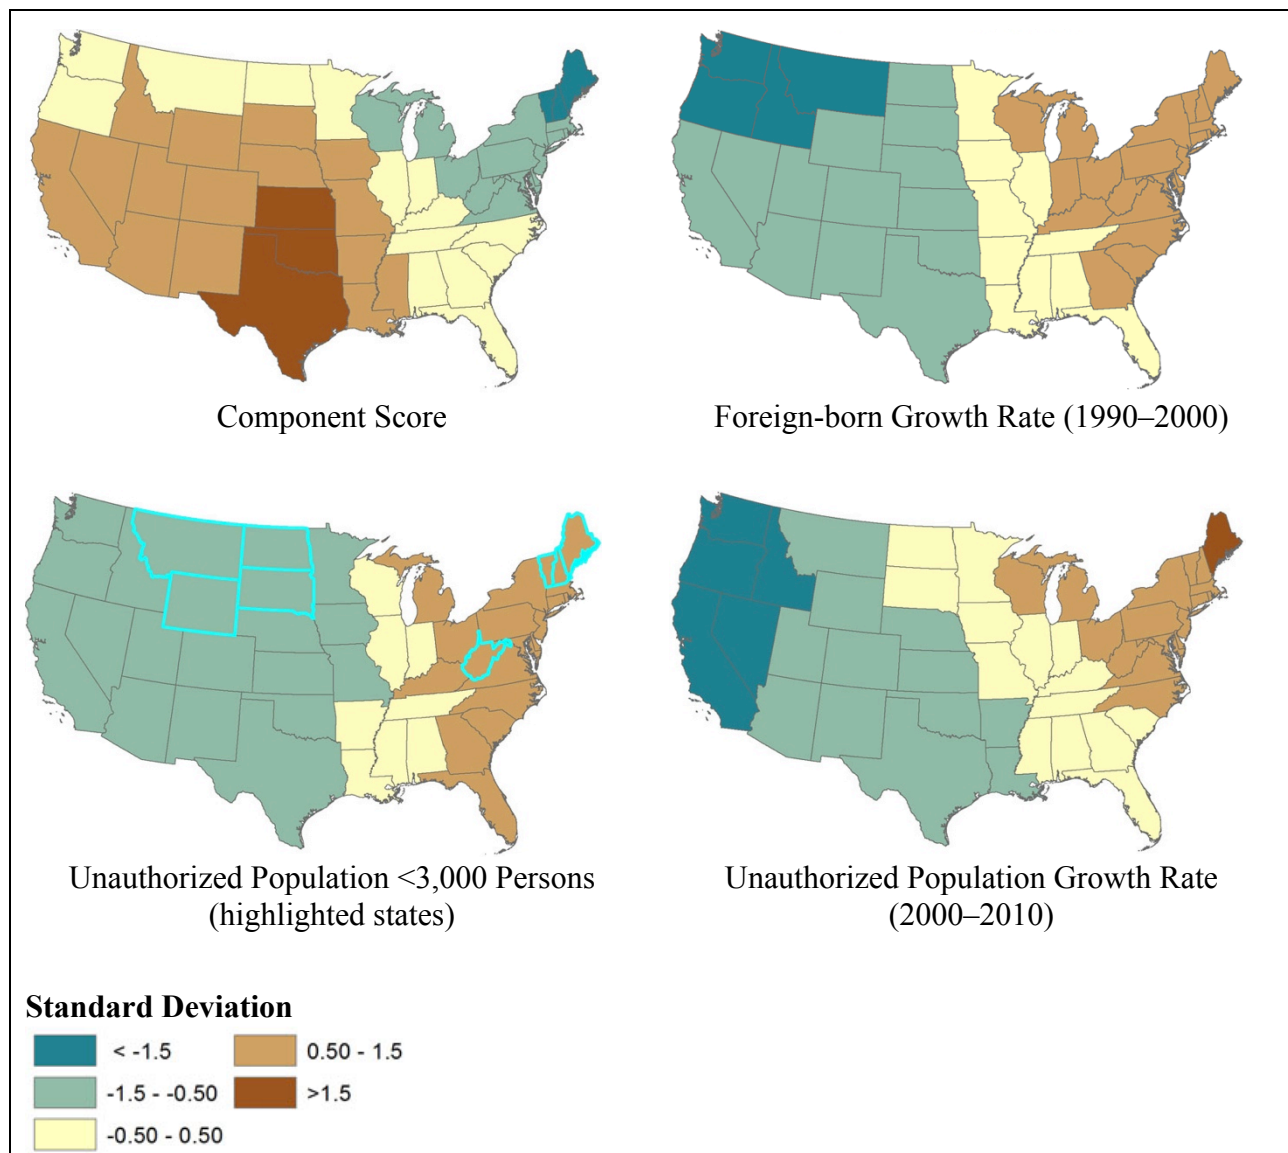 Component Score
Foreign-born Growth Rate (1990–2000)
Unauthorized Population <3,000 Persons
(highlighted states)
Unauthorized Population Growth Rate
(2000–2010)
Standard Deviation
< -1.5
0.50 - 1.5
-1.5 - -0.50
>1.5
-0.50 - 0.50